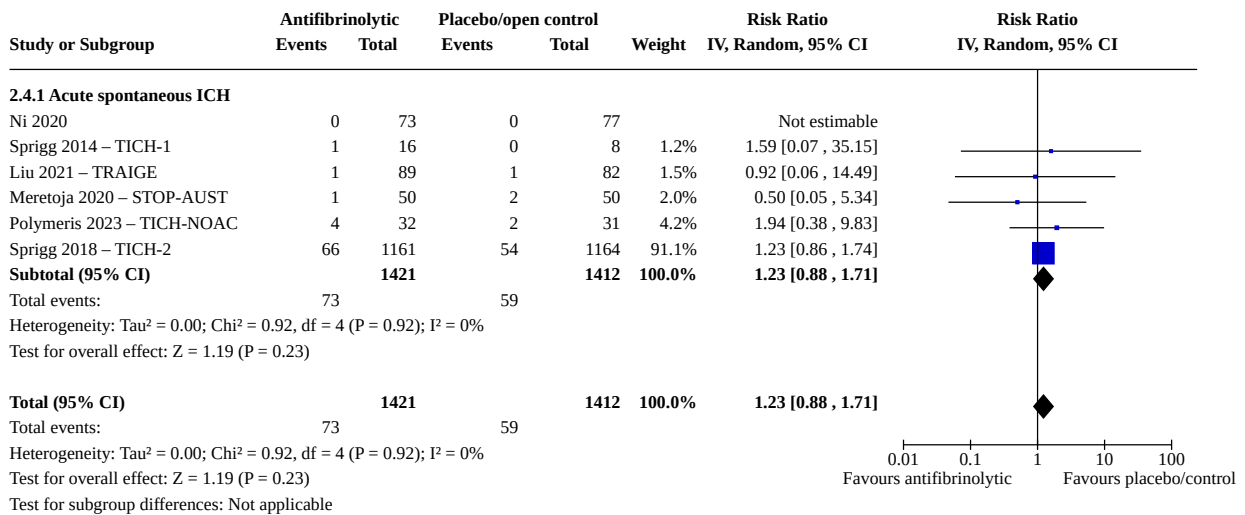 Antifibrinolytic Placebo/open control Risk Ratio Risk Ratio
Study or Subgroup Events Total Events Total Weight IV, Random, 95% CI IV, Random, 95% CI
2.4.1 Acute spontaneous ICH
Ni 2020 0 73 0 77 Not estimable
Sprigg 2014 – TICH-1 1 16 0 8 1.2% 1.59 [0.07 , 35.15]
Liu 2021 – TRAIGE 1 89 1 82 1.5% 0.92 [0.06 , 14.49]
Meretoja 2020 – STOP-AUST 1 50 2 50 2.0% 0.50 [0.05 , 5.34]
Polymeris 2023 – TICH-NOAC 4 32 2 31 4.2% 1.94 [0.38 , 9.83]
Sprigg 2018 – TICH-2 66 1161 54 1164 91.1% 1.23 [0.86 , 1.74]
Subtotal (95% CI) 1421 1412 100.0% 1.23 [0.88 , 1.71]
Total events: 73 59
Heterogeneity: Tau² = 0.00; Chi² = 0.92, df = 4 (P = 0.92); I² = 0%
Test for overall effect: Z = 1.19 (P = 0.23)
Total (95% CI) 1421 1412 100.0% 1.23 [0.88 , 1.71]
Total events: 73 59
Heterogeneity: Tau² = 0.00; Chi² = 0.92, df = 4 (P = 0.92); I² = 0%
0.01 0.1 1 10 100
Test for overall effect: Z = 1.19 (P = 0.23) Favours antifibrinolytic Favours placebo/control
Test for subgroup differences: Not applicable